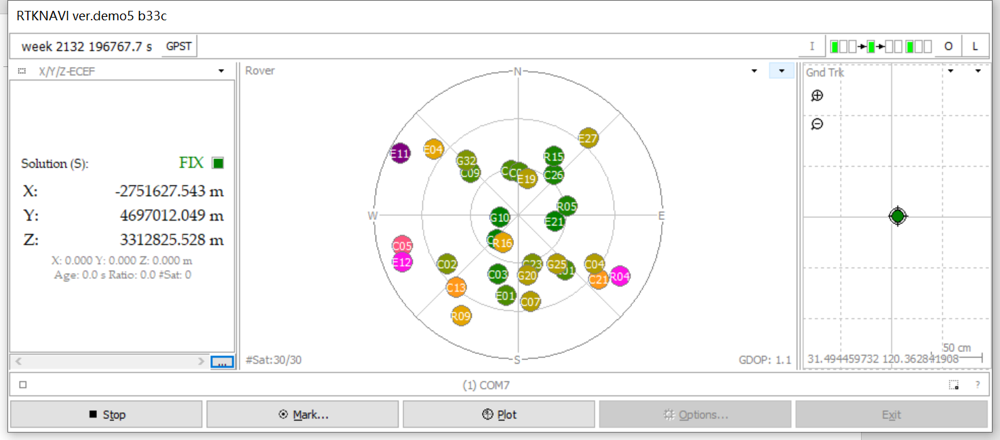 RTKNAVI ver.demo5 b33c
week 2132 196767.7 s GPST I O L
X/Y/Z-ECEF
Solution (S): FIX
X: -2751627.543 m
Y: 4697012.049 m
Z: 3312825.528 m
X: 0.000 Y: 0.000 Z: 0.000 m
Age: 0.0 s Ratio: 0.0 #Sat: 0
...
Rover
N
E27
E11 E04
R15
G32
C09
E19
C26
R05
W G10 E21 E
R16
C05
E12 C02 G25 C04
C23
C03 G20 C21 R04
C13
E01 C07
R09
S
#Sat:30/30 GDOP: 1.1
Gnd Trk
50 cm
31.494459732 120.362841908
(1) COM7 ?
Stop Mark... Plot Options... Exit